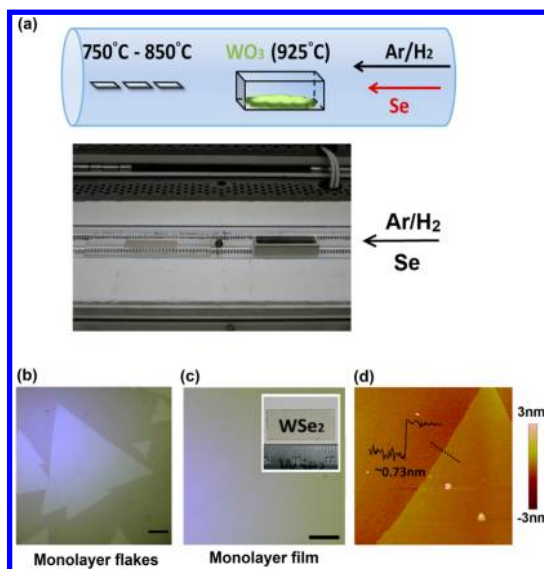 (a)
750°C - 850°C
WO₃ (925°C)
Ar/H₂
Se
Ar/H₂
Se
(b)
(c)
(d)
WSe₂
~0.73nm
3nm
-3nm
Monolayer flakes
Monolayer film